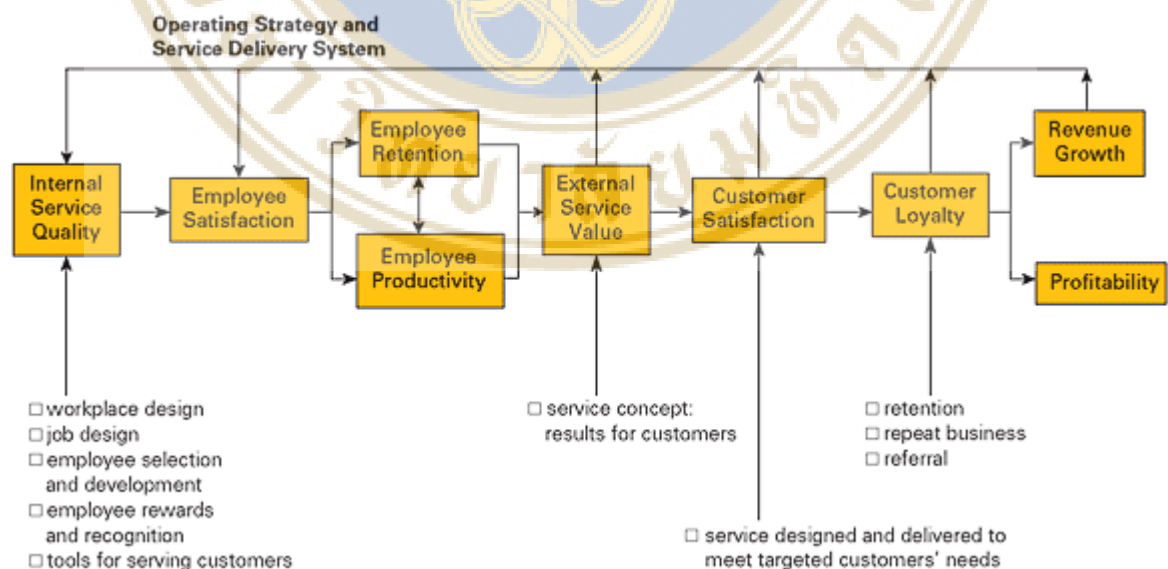 Operating Strategy and
Service Delivery System
Internal
Service
Quality
Employee
Satisfaction
Employee
Retention
Employee
Productivity
External
Service
Value
Customer
Satisfaction
Customer
Loyalty
Revenue
Growth
Profitability
□ workplace design
□ job design
□ employee selection
and development
□ employee rewards
and recognition
□ tools for serving customers
□ service concept:
results for customers
□ service designed and delivered to
meet targeted customers' needs
□ retention
□ repeat business
□ referral